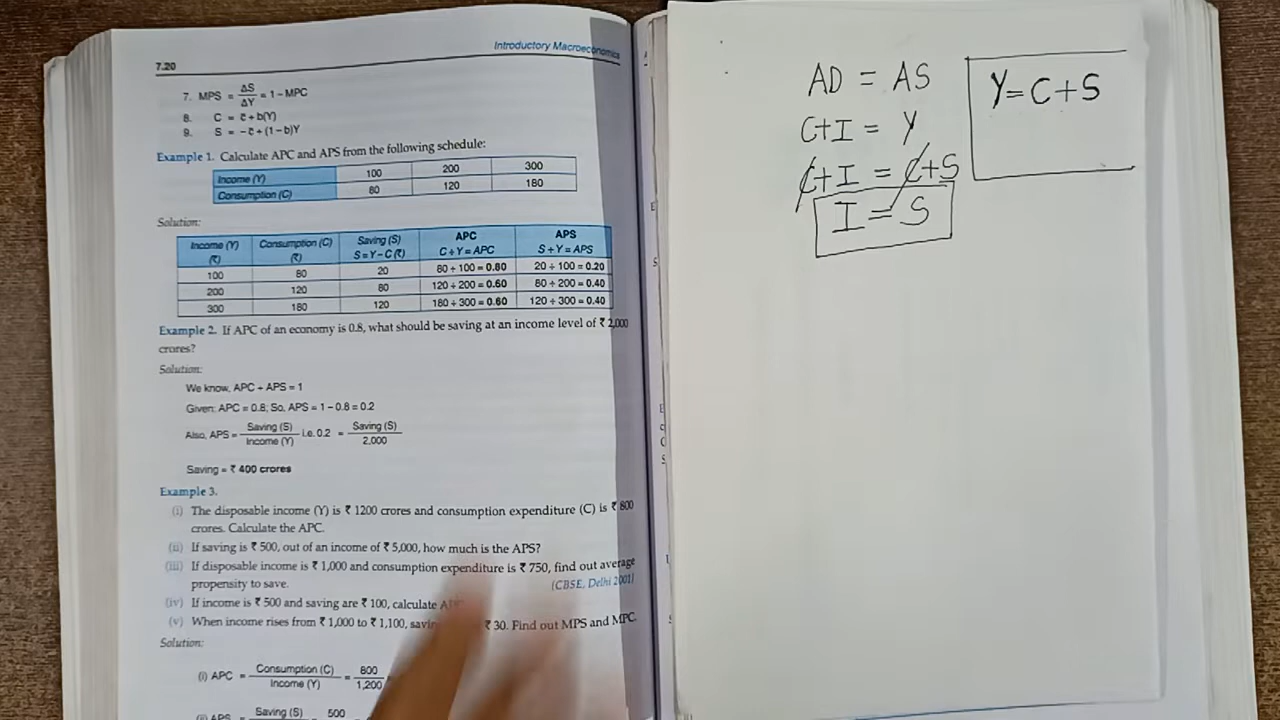 7.20
Introductory Macroeconomics
7. MPS = ΔS/ΔY = 1 – MPC
8. C = c̄ + b(Y)
9. S = –c̄ + (1–b)Y
Example 1. Calculate APC and APS from the following schedule:
Income (Y) 100 200 300
Consumption (C) 80 120 180
Solution:
Income (Y) (₹) Consumption (C) (₹) Saving (S) S = Y – C (₹) APC C ÷ Y = APC APS S ÷ Y = APS
100 80 20 80 ÷ 100 = 0.80 20 ÷ 100 = 0.20
200 120 80 120 ÷ 200 = 0.60 80 ÷ 200 = 0.40
300 180 120 180 ÷ 300 = 0.60 120 ÷ 300 = 0.40
Example 2. If APC of an economy is 0.8, what should be saving at an income level of ₹ 2,000
crores?
Solution:
We know, APC + APS = 1
Given: APC = 0.8; So, APS = 1 – 0.8 = 0.2
Also, APS = Saving (S)/Income (Y) i.e. 0.2 = Saving (S)/2,000
Saving = ₹ 400 crores
Example 3.
(i) The disposable income (Y) is ₹ 1200 crores and consumption expenditure (C) is ₹ 800
crores. Calculate the APC.
(ii) If saving is ₹ 500, out of an income of ₹ 5,000, how much is the APS?
(iii) If disposable income is ₹ 1,000 and consumption expenditure is ₹ 750, find out average
propensity to save. (CBSE, Delhi 2001)
(iv) If income is ₹ 500 and saving are ₹ 100, calculate
(v) When income rises from ₹ 1,000 to ₹ 1,100, ₹ 30. Find out MPS and MPC.
Solution:
(i) APC = Consumption (C)/Income (Y) = 800/1,200
(ii) APS = Saving (S) = 500
AD = AS
C+I = Y
C+I = C+S
I = S
Y = C+S